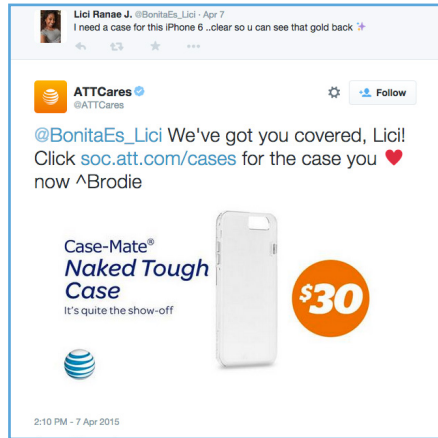 Lici Ranae J. @BonitaEs_Lici · Apr 7
I need a case for this iPhone 6 ..clear so u can see that gold back ✨
ATTCares
@ATTCares
Follow
@BonitaEs_Lici We've got you covered, Lici!
Click soc.att.com/cases for the case you ❤
now ^Brodie
Case-Mate®
Naked Tough
Case
It's quite the show-off
$30
2:10 PM - 7 Apr 2015